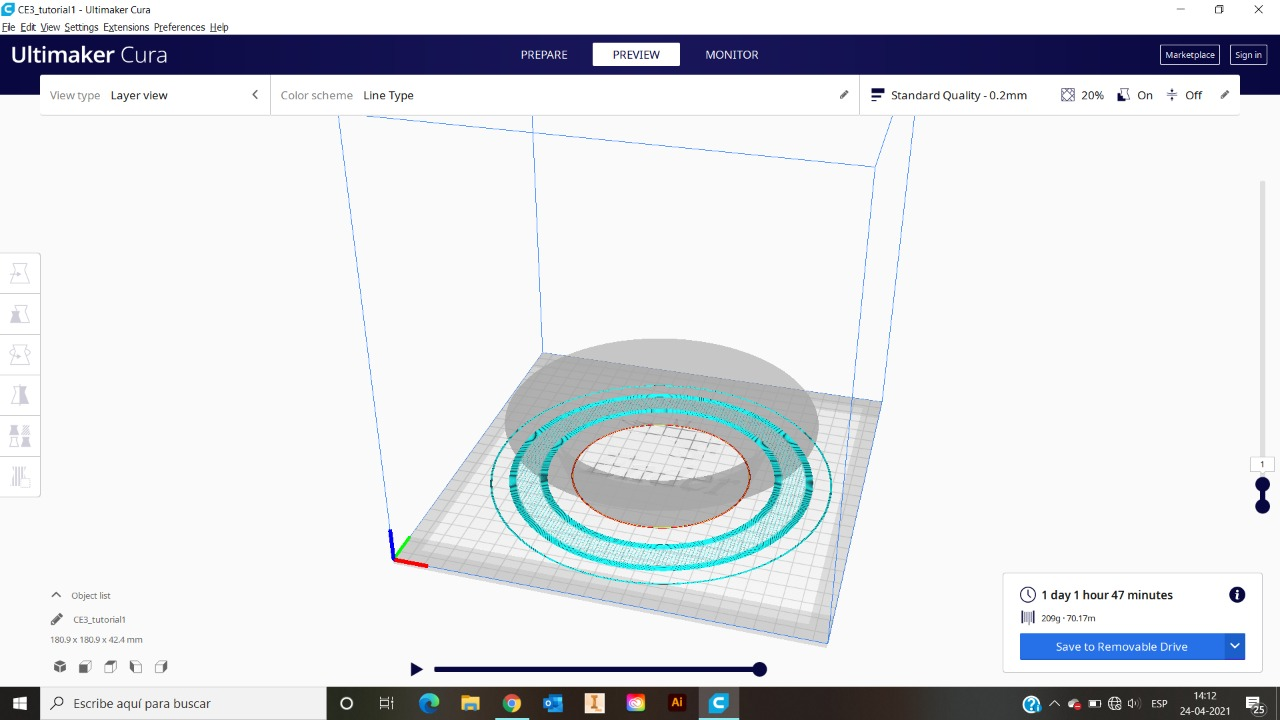 CE3_tutorial1 - Ultimaker Cura
File Edit View Settings Extensions Preferences Help
Ultimaker Cura
PREPARE
PREVIEW
MONITOR
Marketplace
Sign in
View type Layer view
Color scheme Line Type
Standard Quality - 0.2mm
20%
On
Off
1
Object list
CE3_tutorial1
180.9 x 180.9 x 42.4 mm
1 day 1 hour 47 minutes
209g · 70.17m
Save to Removable Drive
Escribe aquí para buscar
ESP
14:12
24-04-2021
25